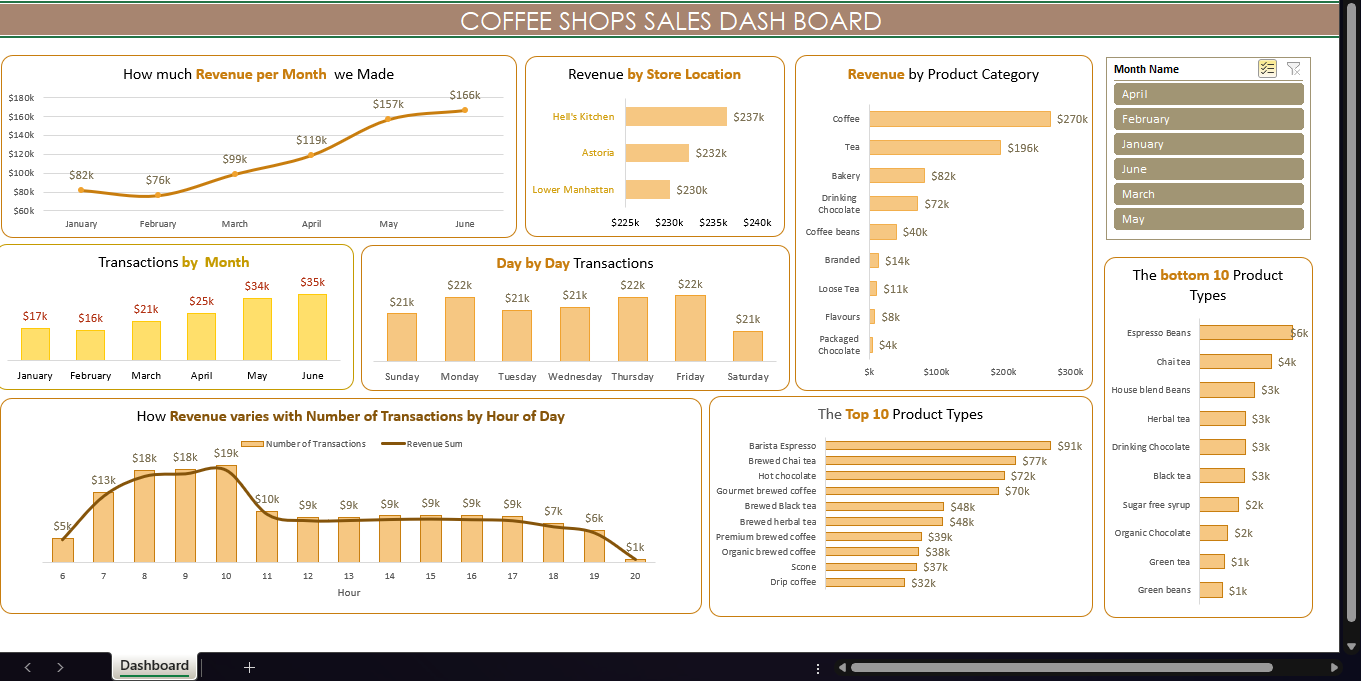 COFFEE SHOPS SALES DASH BOARD
How much Revenue per Month we Made
$180k
$160k
$140k
$120k
$100k
$80k
$60k
$82k
$76k
$99k
$119k
$157k
$166k
January February March April May June
Revenue by Store Location
Hell's Kitchen $237k
Astoria $232k
Lower Manhattan $230k
$225k $230k $235k $240k
Revenue by Product Category
Coffee $270k
Tea $196k
Bakery $82k
Drinking
Chocolate $72k
Coffee beans $40k
Branded $14k
Loose Tea $11k
Flavours $8k
Packaged
Chocolate $4k
$k $100k $200k $300k
Month Name
April
February
January
June
March
May
Transactions by Month
$17k $16k $21k $25k $34k $35k
January February March April May June
Day by Day Transactions
$21k $22k $21k $21k $22k $22k $21k
Sunday Monday Tuesday Wednesday Thursday Friday Saturday
The bottom 10 Product
Types
Espresso Beans $6k
Chai tea $4k
House blend Beans $3k
Herbal tea $3k
Drinking Chocolate $3k
Black tea $3k
Sugar free syrup $2k
Organic Chocolate $2k
Green tea $1k
Green beans $1k
How Revenue varies with Number of Transactions by Hour of Day
Number of Transactions Revenue Sum
$5k $13k $18k $18k $19k $10k $9k $9k $9k $9k $9k $9k $7k $6k $1k
6 7 8 9 10 11 12 13 14 15 16 17 18 19 20
Hour
The Top 10 Product Types
Barista Espresso $91k
Brewed Chai tea $77k
Hot chocolate $72k
Gourmet brewed coffee $70k
Brewed Black tea $48k
Brewed herbal tea $48k
Premium brewed coffee $39k
Organic brewed coffee $38k
Scone $37k
Drip coffee $32k
Dashboard